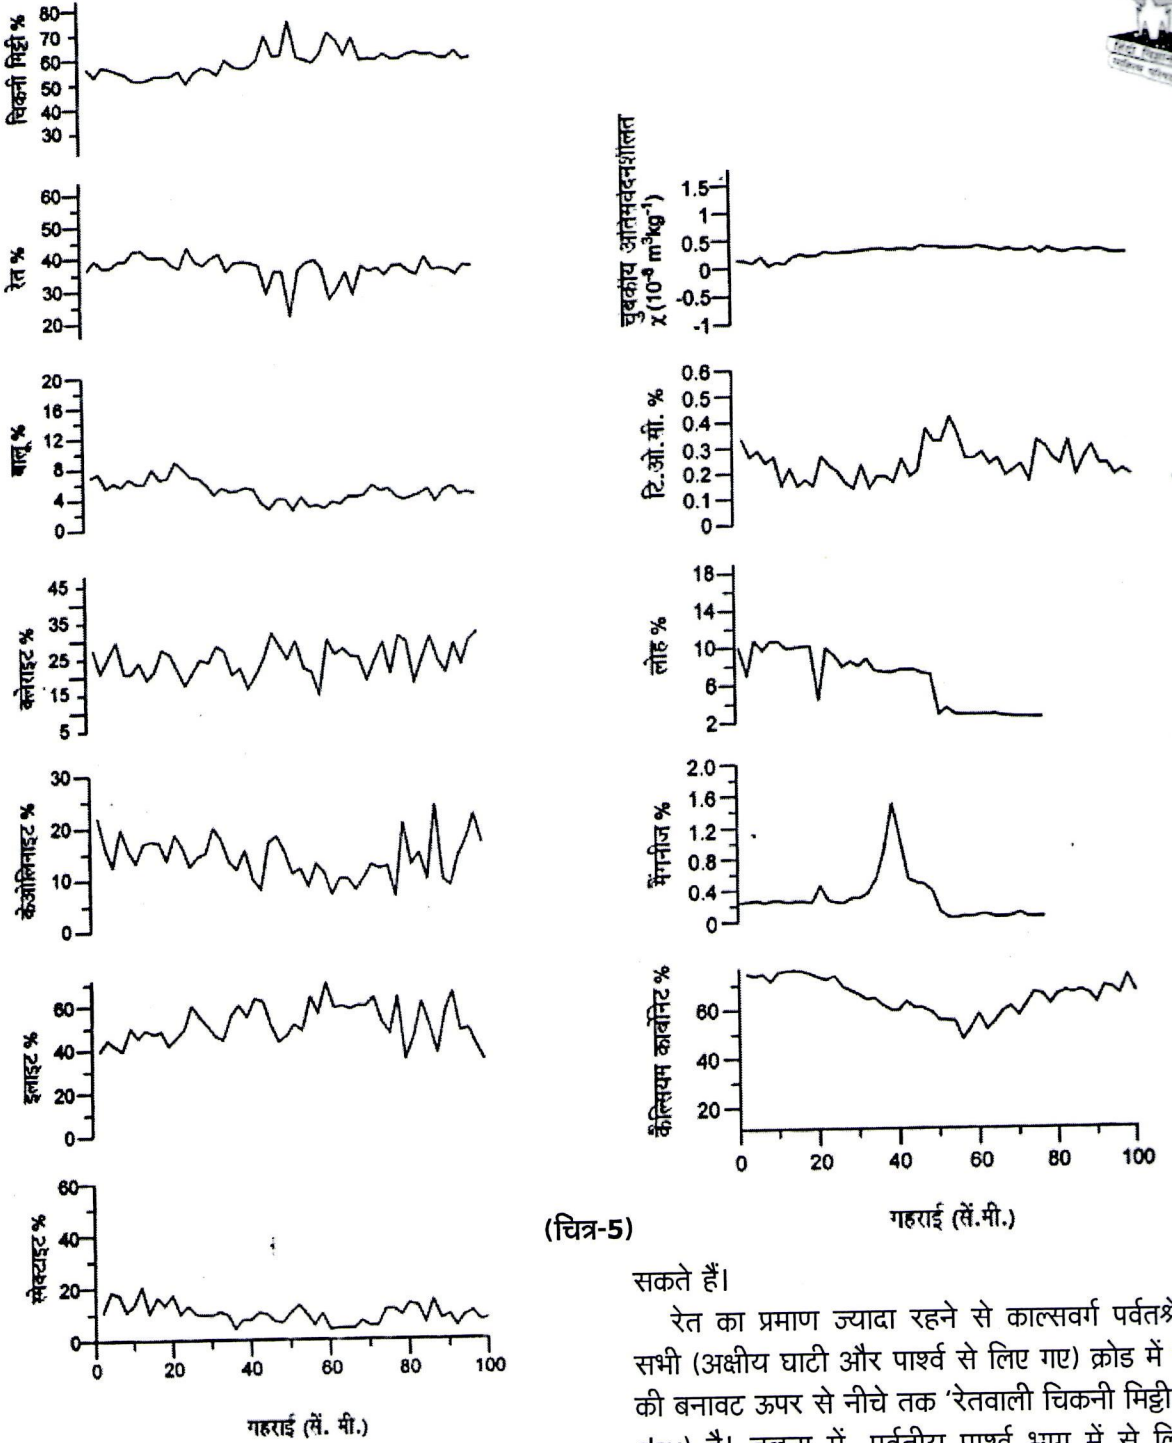 चिकनी मिट्टी %
80
70
60
50
40
30
रेत %
60
50
40
30
20
बालू %
20
16
12
8
4
0
क्लेराइट %
45
35
25
15
5
केओलिनाइट %
30
20
10
0
इलाइट %
60
40
20
0
स्मेक्टाइट %
60
40
20
0
0 20 40 60 80 100
गहराई (सें. मी.)
χ (10⁻⁸ m³kg⁻¹)
1.5
1
0.5
0
-0.5
-1
टि.ओ.मी. %
0.6
0.5
0.4
0.3
0.2
0.1
0
लोह %
18
14
10
6
2
मैंगनीज %
2.0
1.6
1.2
0.8
0.4
0
कैल्सियम कार्बोनेट %
60
40
20
0 20 40 60 80 100
गहराई (सें.मी.)
(चित्र-5)
सकते हैं।
रेत का प्रमाण ज्यादा रहने से काल्सवर्ग
सभी (अक्षीय घाटी और पार्श्व से लिए गए) क्रोड में
की बनावट ऊपर से नीचे तक ‘रेतवाली चिकनी मिट्टी